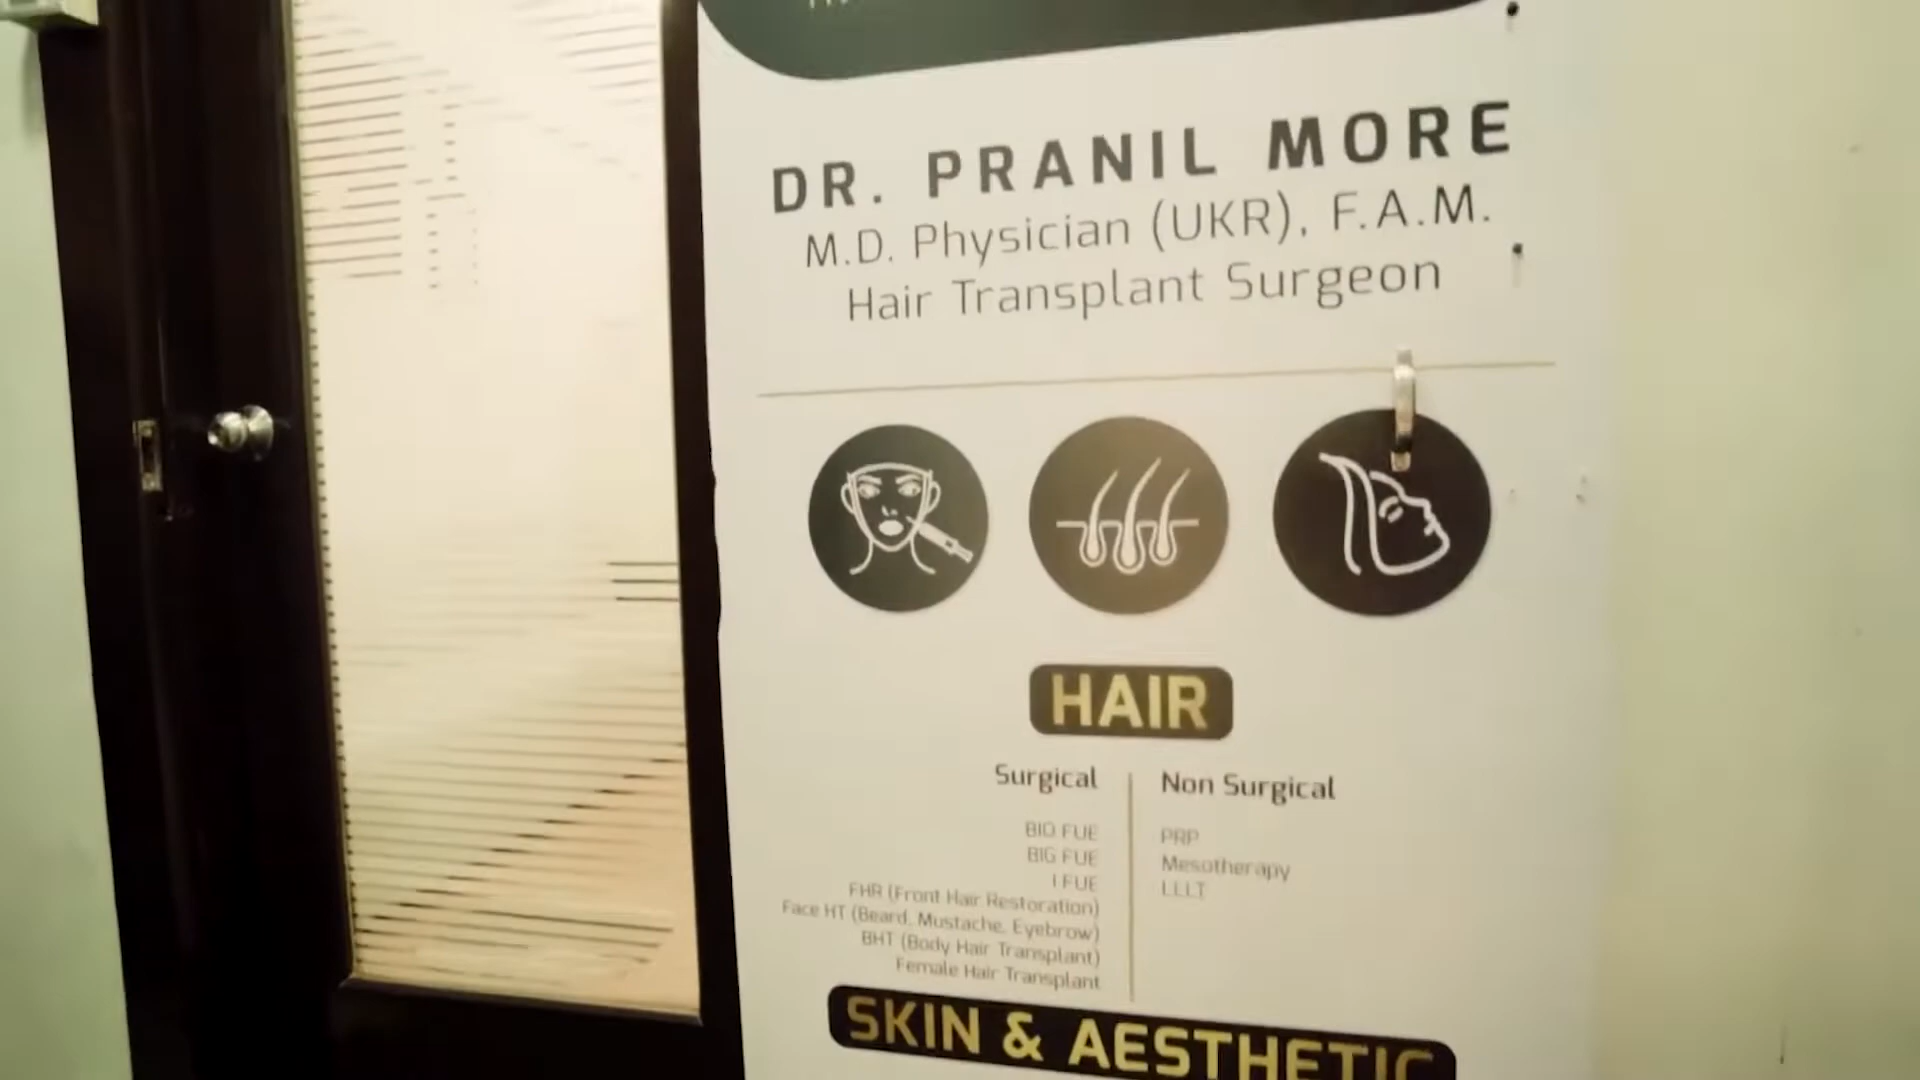 DR. PRANIL MORE
M.D. Physician (UKR), F.A.M.
Hair Transplant Surgeon
HAIR
Surgical
BIO FUE
BIG FUE
I FUE
FHR (Front Hair Restoration)
Face HT (Beard, Mustache, Eyebrow)
BHT (Body Hair Transplant)
Female Hair Transplant
Non Surgical
PRP
Mesotherapy
LLLT
SKIN & AESTHETIC